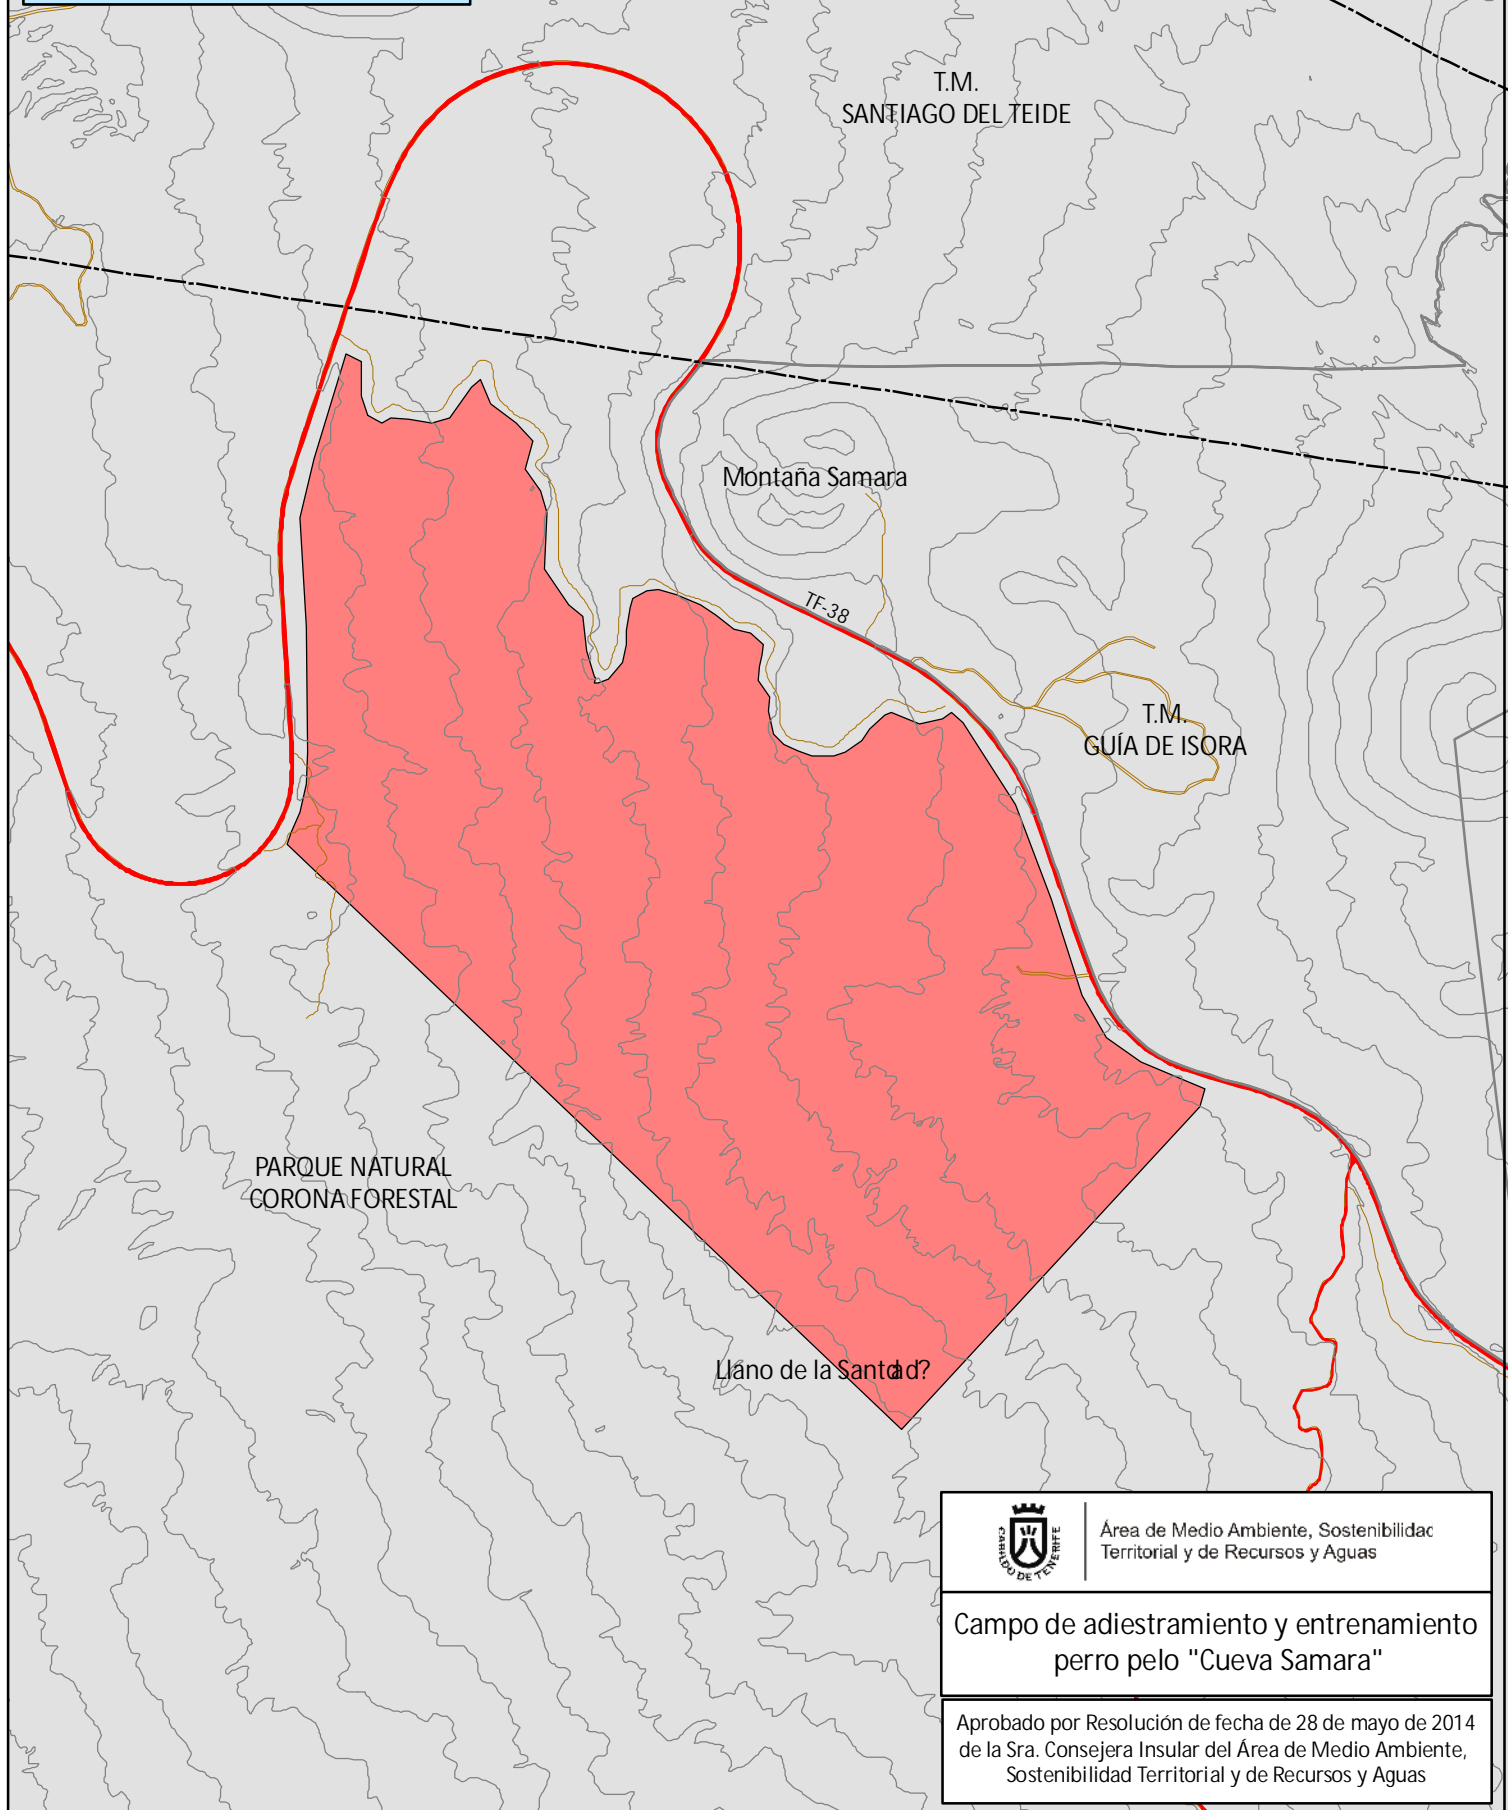 T.M.
SANTIAGO DEL TEIDE
Montaña Samara
TF-38
T.M.
GUÍA DE ISORA
PARQUE NATURAL
CORONA FORESTAL
Llano de la
CABILDO DE TENERIFE
Área de Medio Ambiente, Sostenibilidad
Territorial y de Recursos y Aguas
Campo de adiestramiento y entrenamiento
perro pelo "Cueva Samara"
Aprobado por Resolución de fecha de 28 de mayo de 2014
de la Sra. Consejera Insular del Área de Medio Ambiente,
Sostenibilidad Territorial y de Recursos y Aguas